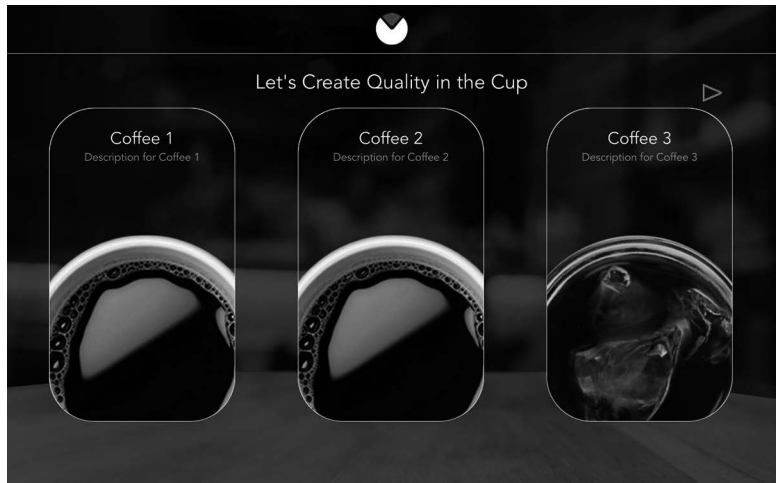 Let's Create Quality in the Cup
Coffee 1
Description for Coffee 1
Coffee 2
Description for Coffee 2
Coffee 3
Description for Coffee 3